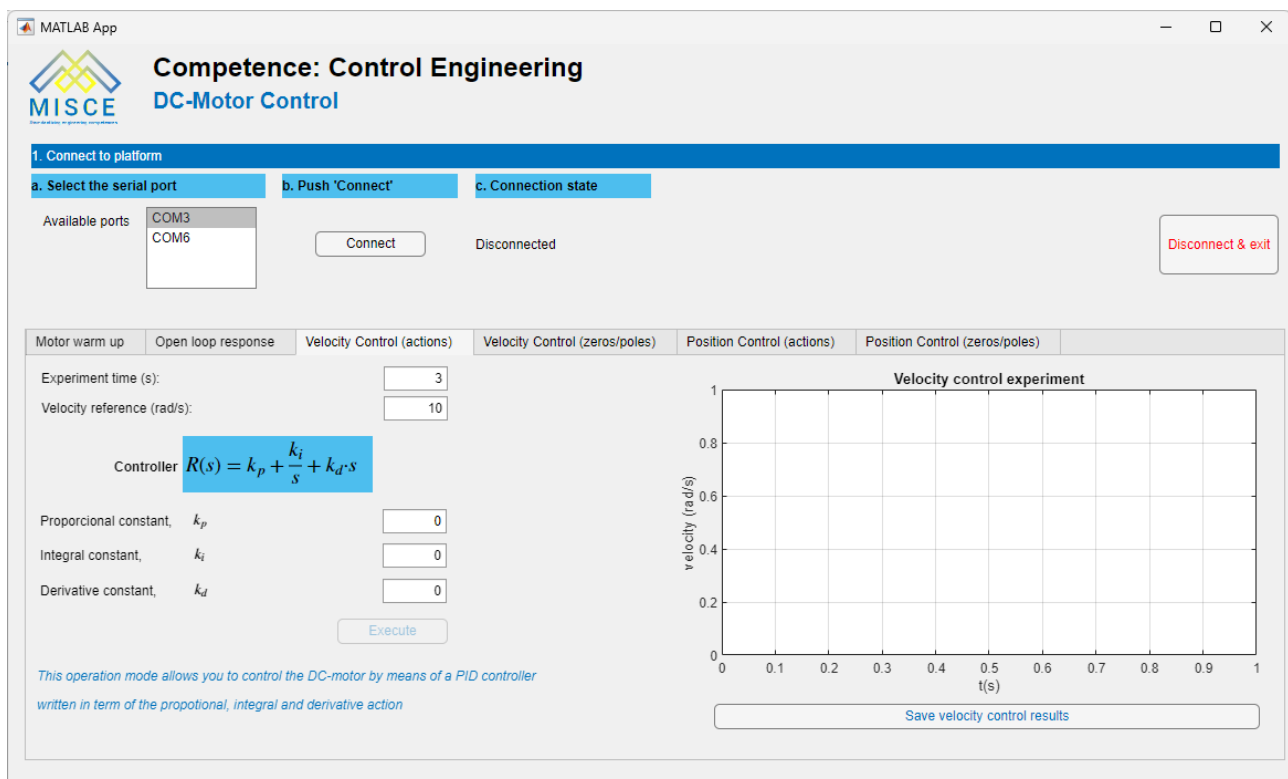 MATLAB App
MISCE
Competence: Control Engineering
DC-Motor Control
1. Connect to platform
a. Select the serial port
b. Push 'Connect'
c. Connection state
Available ports
COM3
COM6
Connect
Disconnected
Disconnect & exit
Motor warm up
Open loop response
Velocity Control (actions)
Velocity Control (zeros/poles)
Position Control (actions)
Position Control (zeros/poles)
Experiment time (s): 3
Velocity reference (rad/s): 10
Controller R(s) = k_p + k_i/s + k_d·s
Proporcional constant, k_p 0
Integral constant, k_i 0
Derivative constant, k_d 0
Execute
This operation mode allows you to control the DC-motor by means of a PID controller
written in term of the propotional, integral and derivative action
Velocity control experiment
velocity (rad/s)
1
0.8
0.6
0.4
0.2
0
0 0.1 0.2 0.3 0.4 0.5 0.6 0.7 0.8 0.9 1
t(s)
Save velocity control results